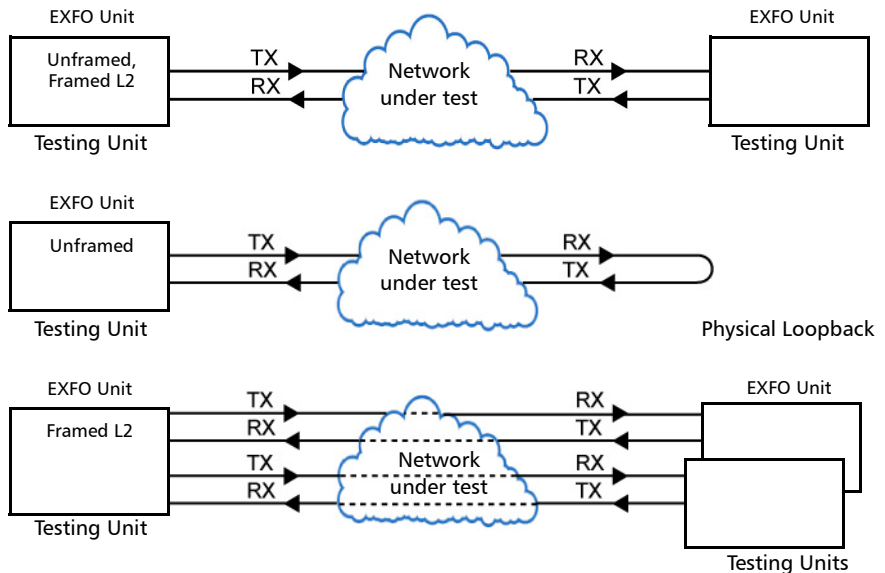 EXFO Unit
EXFO Unit
Unframed,
Framed L2
TX
RX
Network
under test
RX
TX
Testing Unit
Testing Unit
EXFO Unit
Unframed
TX
RX
Network
under test
RX
TX
Testing Unit
Physical Loopback
EXFO Unit
EXFO Unit
Framed L2
TX
RX
TX
RX
Network
under test
RX
TX
RX
TX
Testing Unit
Testing Units